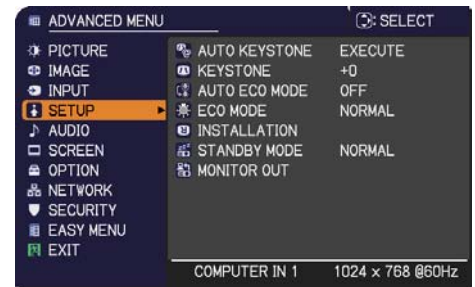 ADVANCED MENU : SELECT
PICTURE
IMAGE
INPUT
SETUP
AUDIO
SCREEN
OPTION
NETWORK
SECURITY
EASY MENU
EXIT
AUTO KEYSTONE EXECUTE
KEYSTONE +0
AUTO ECO MODE OFF
ECO MODE NORMAL
INSTALLATION
STANDBY MODE NORMAL
MONITOR OUT
COMPUTER IN 1 1024 x 768 @60Hz